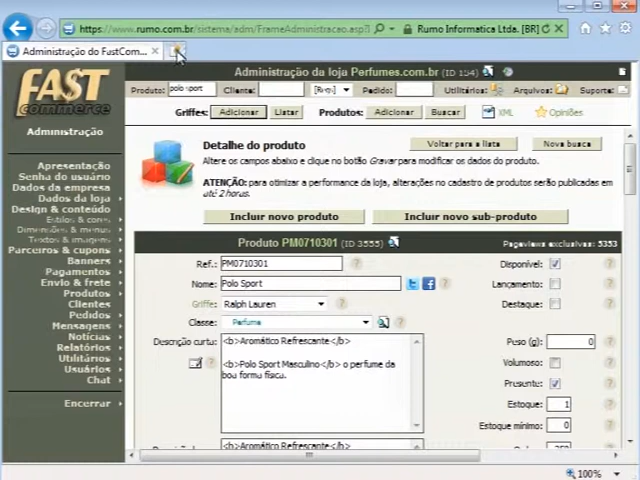 https://www.rumo.com.br/sistema/adm/FrameAdministracao.asp?I
Rumo Informatica Ltda. [BR]
Administração do FastCom...
FAST commerce
Administração da loja Perfumes.com.br (ID 154)
Produto: polo sport Cliente: Pedido: Utilitários: Arquivos: Suporte:
Griffes: Adicionar Listar Produtos: Adicionar Buscar XML Opiniões
Administração
Apresentação
Senha do usuário
Dados da empresa
Dados da loja
Design & conteúdo
Estilos & cores
Dimensões & menus
Textos & imagens
Parceiros & cupons
Banners
Pagamentos
Envio & frete
Produtos
Clientes
Pedidos
Mensagens
Notícias
Relatórios
Utilitários
Usuários
Chat
Encerrar
Detalhe do produto
Voltar para a lista
Nova busca
Altere os campos abaixo e clique no botão Gravar para modificar os dados do produto.
ATENÇÃO: para otimizar a performance da loja, alterações no cadastro de produtos serão publicadas em
até 2 horas.
Incluir novo produto
Incluir novo sub-produto
Produto PM0710301 (ID 3555)
Pageviews exclusivas: 5353
Ref.: PM0710301 ?
Nome: Polo Sport ?
Griffe: Ralph Lauren ?
Classe: Perfume ?
Descrição curta: <b>Aromático Refrescante</b>
<b>Polo Sport Masculino</b> o perfume da
boa forma física.
<b>Aromático Refrescante</b>
Disponível: ?
Lançamento: ?
Destaque: ?
Peso (g): 0 ?
Volumoso: ?
Presente: ?
Estoque: 1 ?
Estoque mínimo: 0 ?
100%